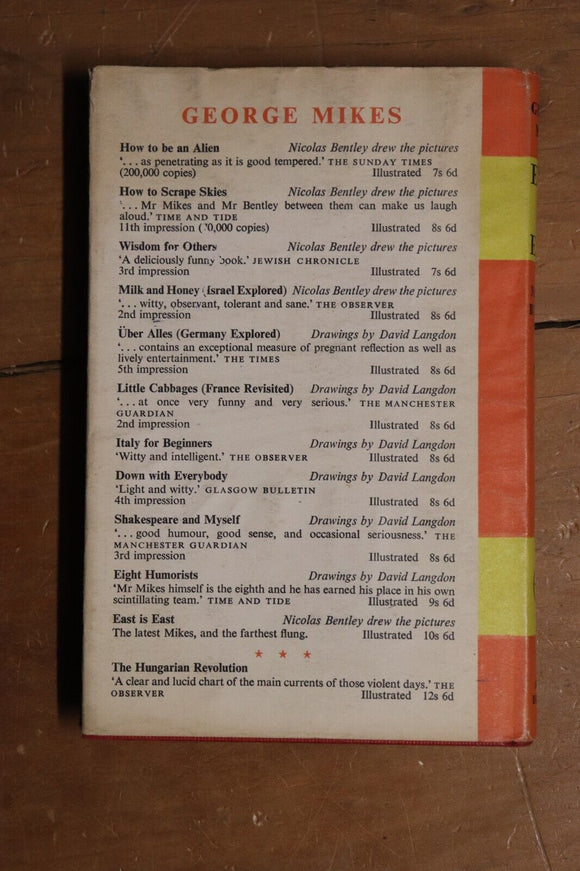 GEORGE MIKES
How to be an Alien Nicolas Bentley drew the pictures
‘. . . as penetrating as it is good tempered.’ THE SUNDAY TIMES
(200,000 copies) Illustrated 7s 6d
How to Scrape Skies Nicolas Bentley drew the pictures
‘. . . Mr Mikes and Mr Bentley between them can make us laugh
aloud.’ TIME AND TIDE
11th impression ( 0,000 copies) Illustrated 8s 6d
Wisdom for Others Nicolas Bentley drew the pictures
‘A deliciously funny book.’ JEWISH CHRONICLE
3rd impression Illustrated 7s 6d
Milk and Honey (Israel Explored) Nicolas Bentley drew the pictures
‘. . . witty, observant, tolerant and sane.’ THE OBSERVER
2nd impression Illustrated 8s 6d
Über Alles (Germany Explored) Drawings by David Langdon
‘. . . contains an exceptional measure of pregnant reflection as well as
lively entertainment.’ THE TIMES
5th impression Illustrated 8s 6d
Little Cabbages (France Revisited) Drawings by David Langdon
‘. . . at once very funny and very serious.’ THE MANCHESTER
GUARDIAN
2nd impression Illustrated 8s 6d
Italy for Beginners Drawings by David Langdon
‘Witty and intelligent.’ THE OBSERVER Illustrated 8s 6d
Down with Everybody Drawings by David Langdon
‘Light and witty.’ GLASGOW BULLETIN
4th impression Illustrated 8s 6d
Shakespeare and Myself Drawings by David Langdon
‘. . . good humour, good sense, and occasional seriousness.’ THE
MANCHESTER GUARDIAN
3rd impression Illustrated 8s 6d
Eight Humorists Drawings by David Langdon
‘Mr Mikes himself is the eighth and he has earned his place in his own
scintillating team.’ TIME AND TIDE Illustrated 9s 6d
East is East Nicolas Bentley drew the pictures
The latest Mikes, and the farthest flung. Illustrated 10s 6d
* * *
The Hungarian Revolution
‘A clear and lucid chart of the main currents of those violent days.’ THE
OBSERVER Illustrated 12s 6d